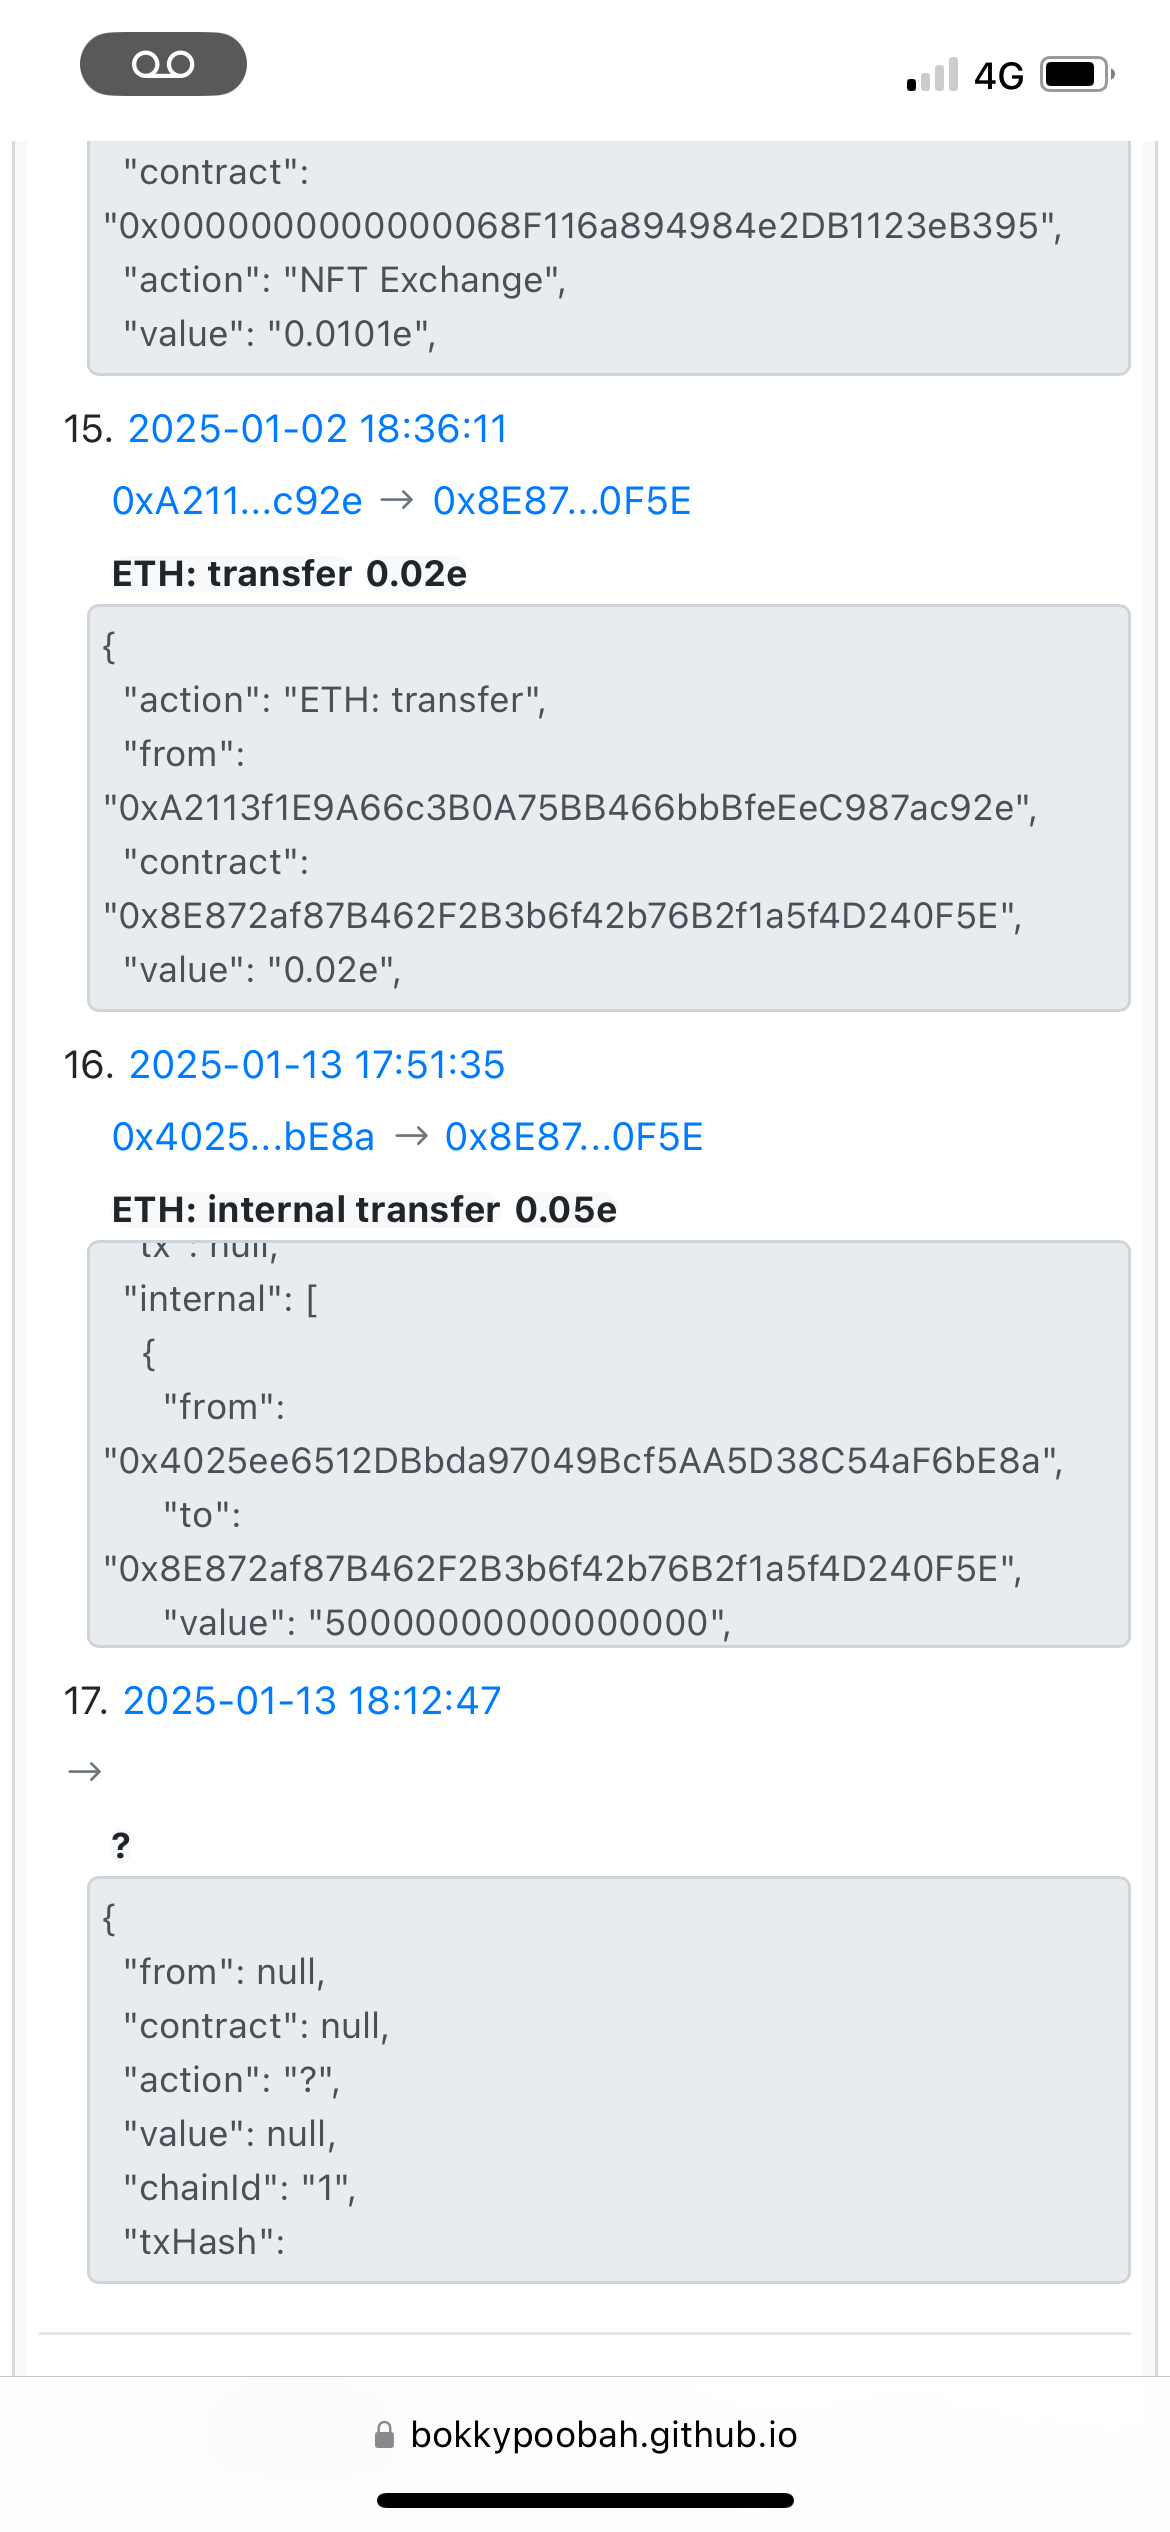 4G
"contract":
"0x0000000000000068F116a894984e2DB1123eB395",
"action": "NFT Exchange",
"value": "0.0101e",
15. 2025-01-02 18:36:11
0xA211...c92e → 0x8E87...0F5E
ETH: transfer 0.02e
{
"action": "ETH: transfer",
"from":
"0xA2113f1E9A66c3B0A75BB466bbBfeEeC987ac92e",
"contract":
"0x8E872af87B462F2B3b6f42b76B2f1a5f4D240F5E",
"value": "0.02e",
16. 2025-01-13 17:51:35
0x4025...bE8a → 0x8E87...0F5E
ETH: internal transfer 0.05e
"tx": null,
"internal": [
{
"from":
"0x4025ee6512DBbda97049Bcf5AA5D38C54aF6bE8a",
"to":
"0x8E872af87B462F2B3b6f42b76B2f1a5f4D240F5E",
"value": "50000000000000000",
17. 2025-01-13 18:12:47
→
?
{
"from": null,
"contract": null,
"action": "?",
"value": null,
"chainId": "1",
"txHash":
bokkypoobah.github.io